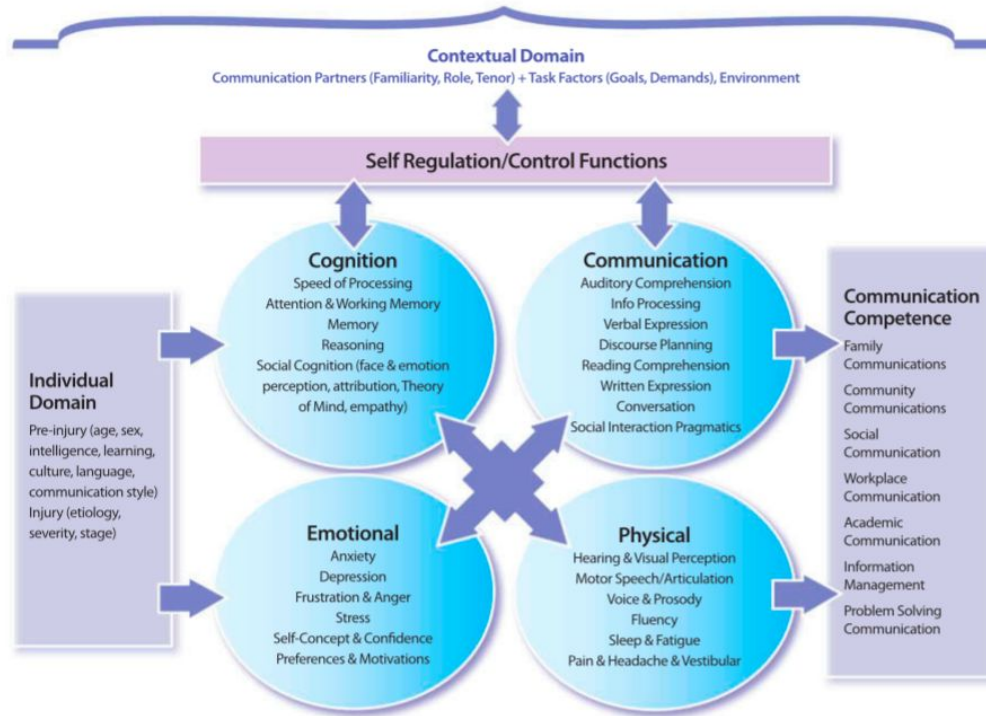 Contextual Domain
Communication Partners (Familiarity, Role, Tenor) + Task Factors (Goals, Demands), Environment
Self Regulation/Control Functions
Individual
Domain
Pre-injury (age, sex,
intelligence, learning,
culture, language,
communication style)
Injury (etiology,
severity, stage)
Cognition
Speed of Processing
Attention & Working Memory
Memory
Reasoning
Social Cognition (face & emotion
perception, attribution, Theory
of Mind, empathy)
Communication
Auditory Comprehension
Info Processing
Verbal Expression
Discourse Planning
Reading Comprehension
Written Expression
Conversation
Social Interaction Pragmatics
Emotional
Anxiety
Depression
Frustration & Anger
Stress
Self-Concept & Confidence
Preferences & Motivations
Physical
Hearing & Visual Perception
Motor Speech/Articulation
Voice & Prosody
Fluency
Sleep & Fatigue
Pain & Headache & Vestibular
Communication
Competence
Family
Communications
Community
Communications
Social
Communication
Workplace
Communication
Academic
Communication
Information
Management
Problem Solving
Communication